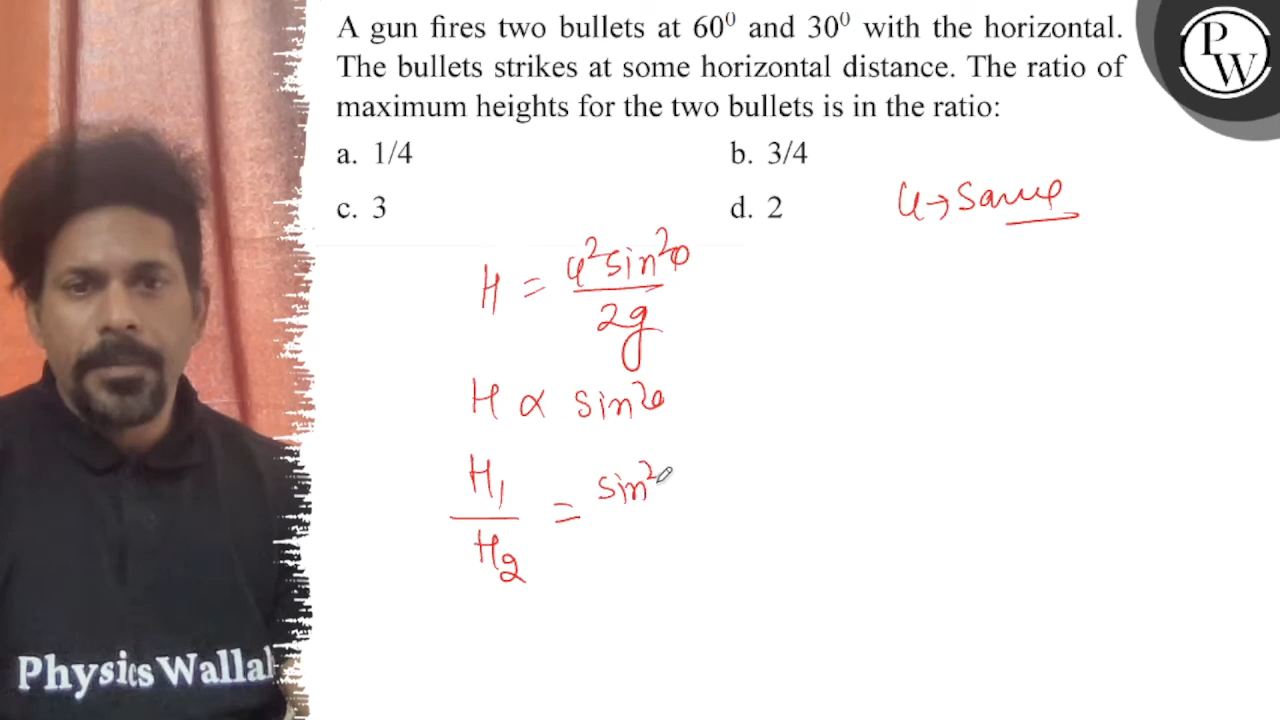 A gun fires two bullets at 60⁰ and 30⁰ with the horizontal.
The bullets strikes at some horizontal distance. The ratio of
maximum heights for the two bullets is in the ratio:
a. 1/4
b. 3/4
c. 3
d. 2
u → Same
H = u² sin²θ / 2g
H ∝ sin²θ
H₁ / H₂ = sin²
PW
Physics Wallah